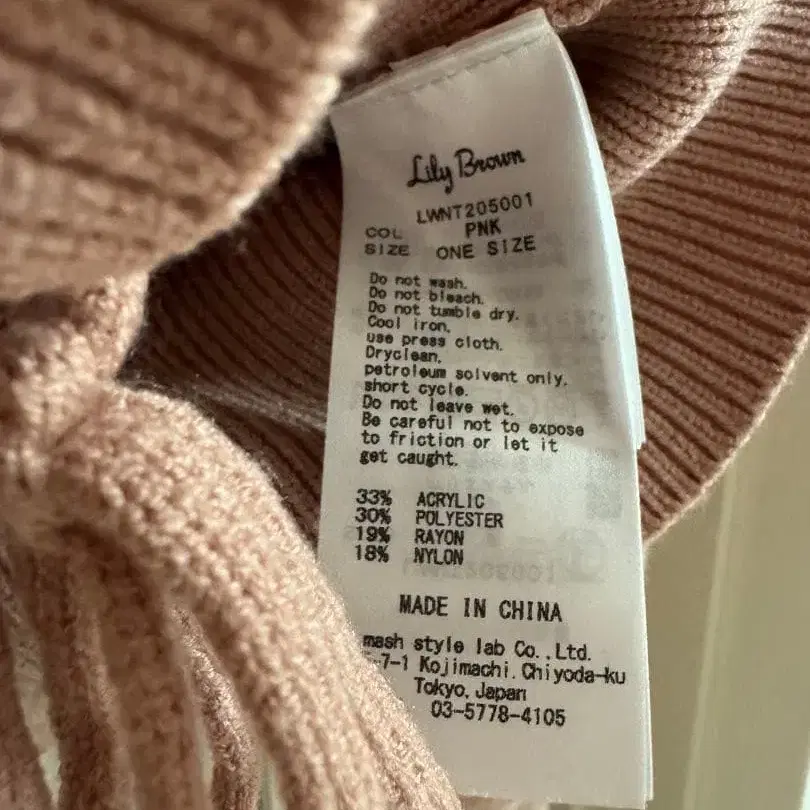 Lily Brown
LWNT205001
COL PNK
SIZE ONE SIZE
Do not wash.
Do not bleach.
Do not tumble dry.
Cool iron,
use press cloth.
Dryclean,
petroleum solvent only.
short cycle.
Do not leave wet.
Be careful not to expose
to friction or let it
get caught.
33% ACRYLIC
30% POLYESTER
19% RAYON
18% NYLON
MADE IN CHINA
mash style lab Co.,Ltd.
-7-1 Kojimachi.Chiyoda-ku
Tokyo,Japan
03-5778-4105